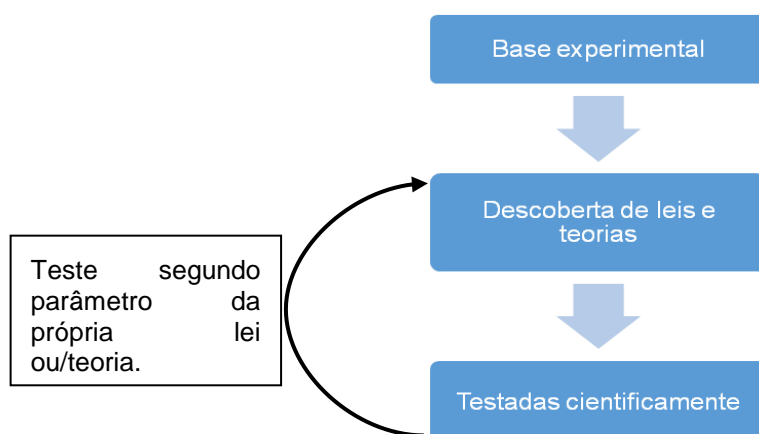 Base experimental
Descoberta de leis e
teorias
Teste segundo
parâmetro da
própria lei
ou/teoria.
Testadas cientificamente